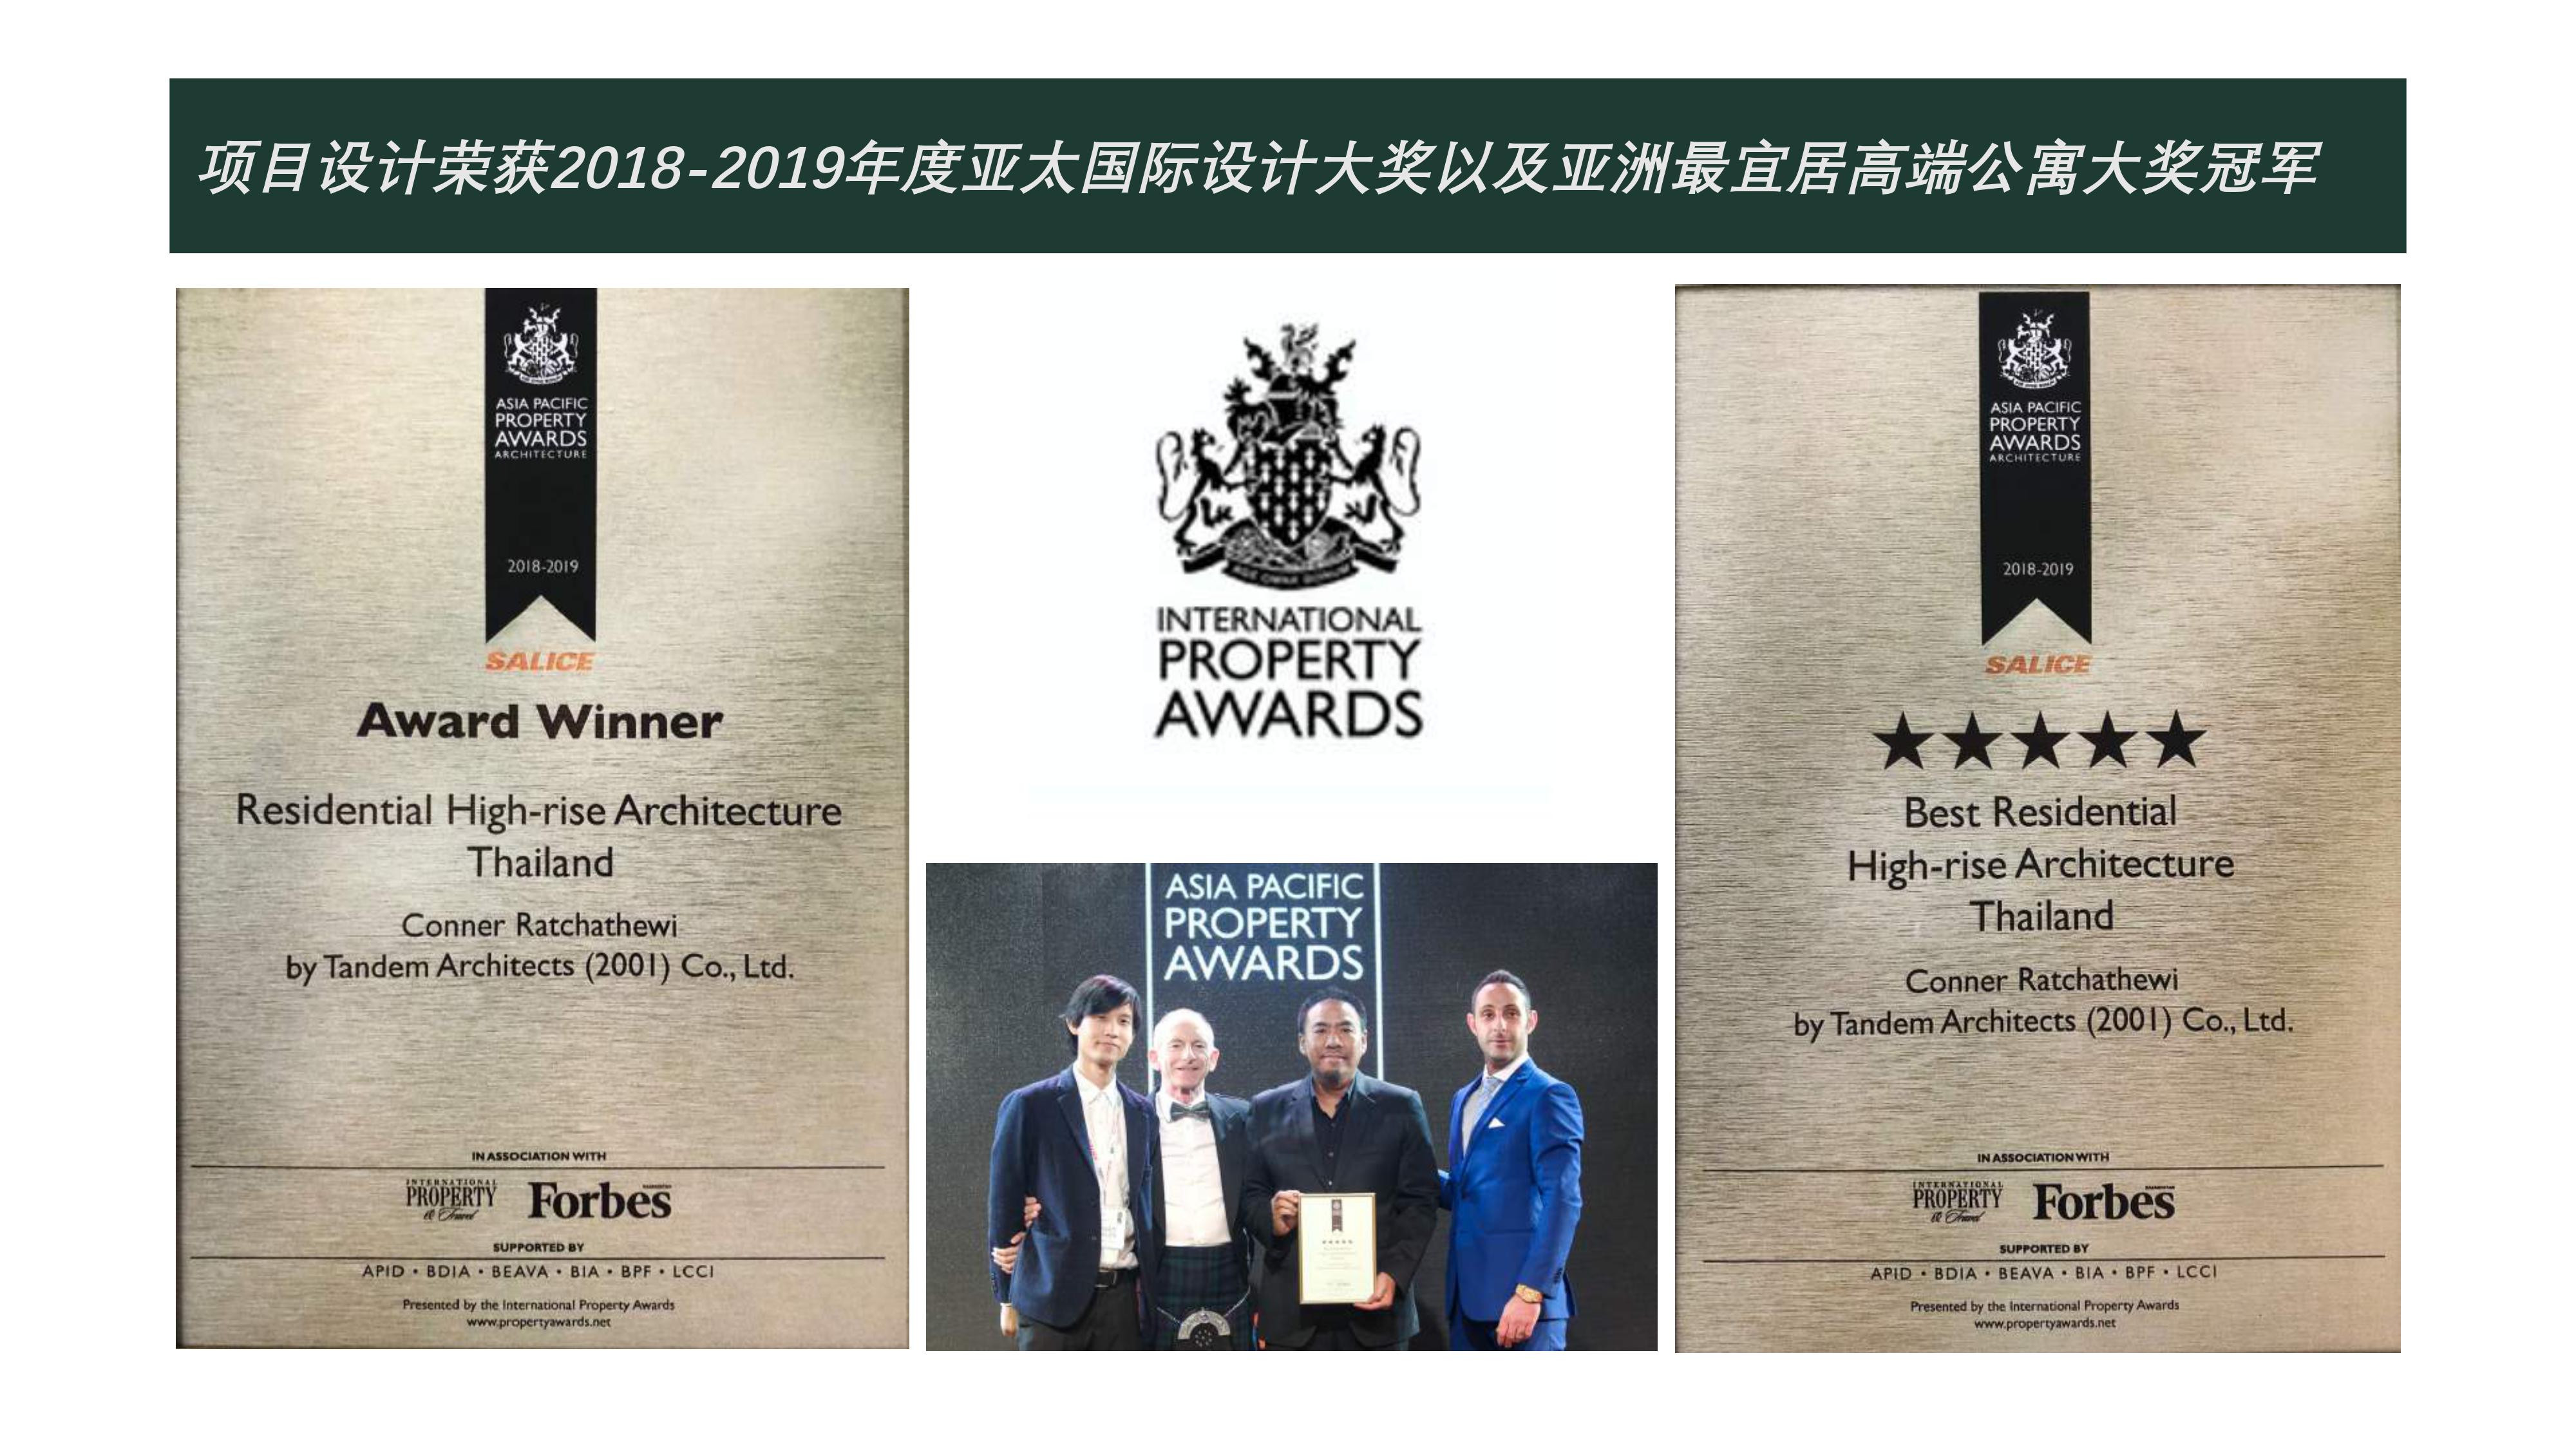 项目设计荣获2018-2019年度亚太国际设计大奖以及亚洲最宜居高端公寓大奖冠军
ASIA PACIFIC
PROPERTY
AWARDS
ARCHITECTURE
2018-2019
SALICE
Award Winner
Residential High-rise Architecture
Thailand
Conner Ratchathewi
by Tandem Architects (2001) Co., Ltd.
IN ASSOCIATION WITH
INTERNATIONAL
PROPERTY
& Travel
Forbes
SUPPORTED BY
APID • BDIA • BEAVA • BIA • BPF • LCCI
Presented by the International Property Awards
www.propertyawards.net
INTERNATIONAL
PROPERTY
AWARDS
ASIA PACIFIC
PROPERTY
AWARDS
ASIA PACIFIC
PROPERTY
AWARDS
ARCHITECTURE
2018-2019
SALICE
Best Residential
High-rise Architecture
Thailand
Conner Ratchathewi
by Tandem Architects (2001) Co., Ltd.
IN ASSOCIATION WITH
INTERNATIONAL
PROPERTY
& Travel
Forbes
SUPPORTED BY
APID • BDIA • BEAVA • BIA • BPF • LCCI
Presented by the International Property Awards
www.propertyawards.net